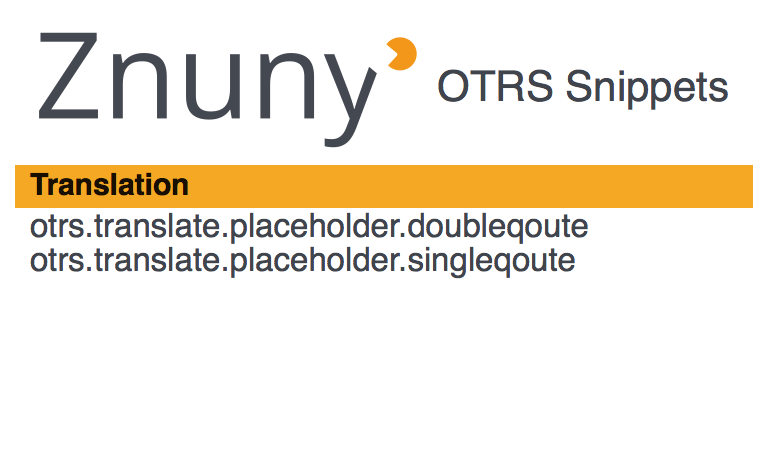 Znuny OTRS Snippets
Translation
otrs.translate.placeholder.doubleqoute
otrs.translate.placeholder.singleqoute